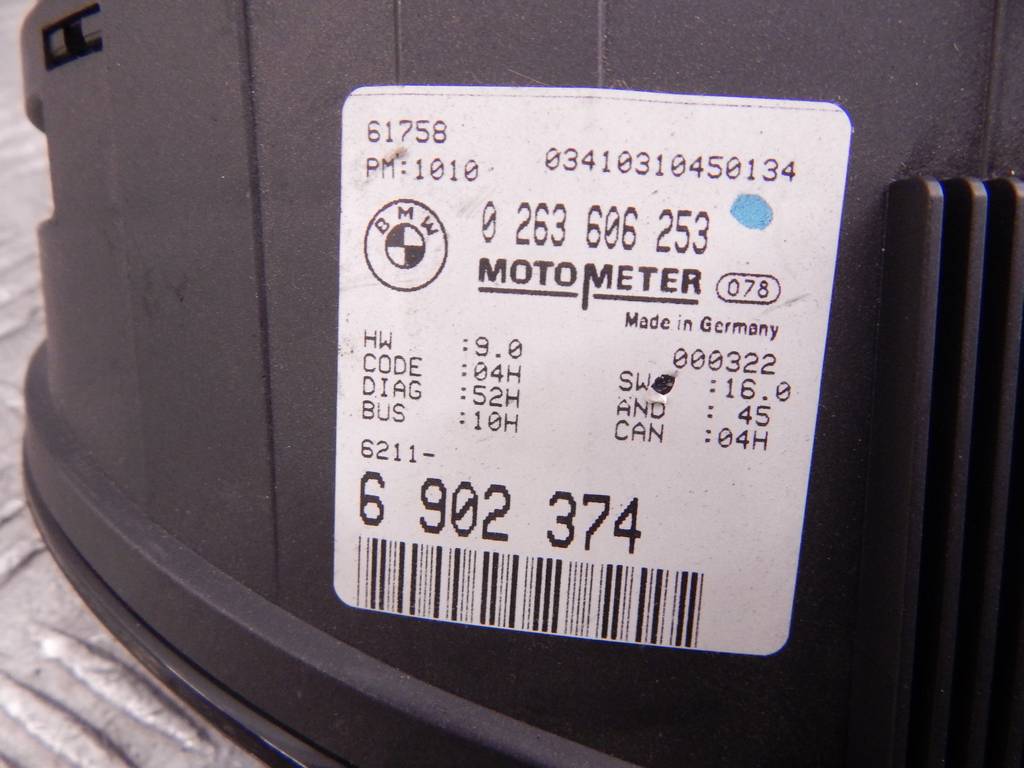 61758
PM:1010 03410310450134
BMW
0 263 606 253
MOTOMETER 078
Made in Germany
000322
HW :9.0 SW :16.0
CODE :04H AND : 45
DIAG :52H CAN :04H
BUS :10H
6211-
6 902 374